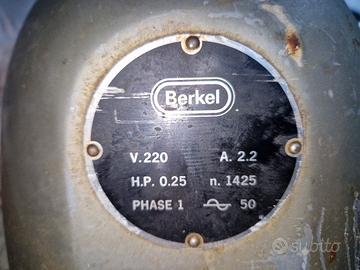 Berkel
V. 220 A. 2.2
H.P. 0.25 n. 1425
PHASE 1 50
subito